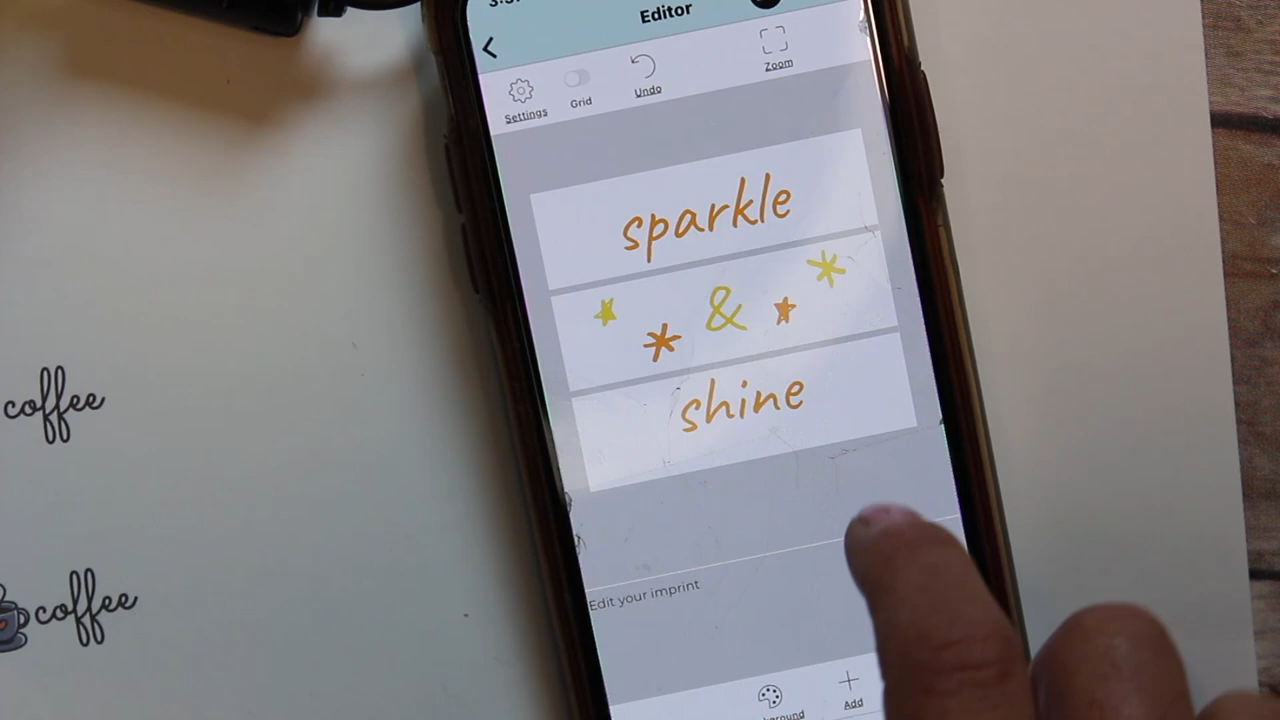 Editor
Settings
Grid
Undo
Zoom
sparkle
&
shine
Edit your imprint
Add
coffee
coffee